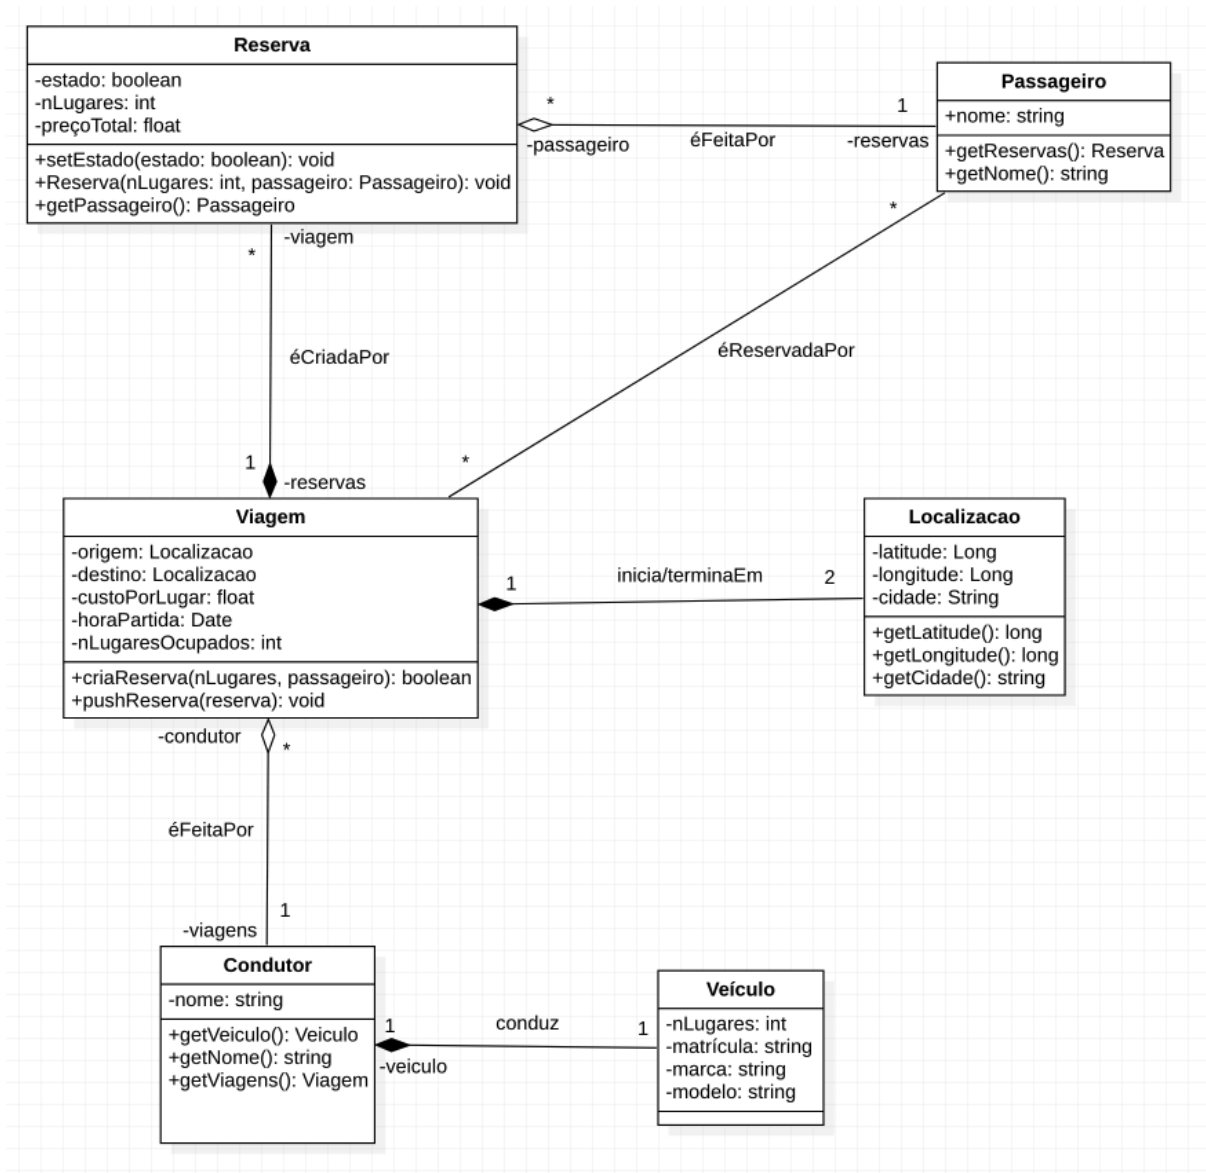 Reserva
-estado: boolean
-nLugares: int
-preçoTotal: float
+setEstado(estado: boolean): void
+Reserva(nLugares: int, passageiro: Passageiro): void
+getPassageiro(): Passageiro
*
-passageiro
éFeitaPor
1
-reservas
Passageiro
+nome: string
+getReservas(): Reserva
+getNome(): string
-viagem
*
éCriadaPor
1
-reservas
*
éReservadaPor
*
Viagem
-origem: Localizacao
-destino: Localizacao
-custoPorLugar: float
-horaPartida: Date
-nLugaresOcupados: int
+criaReserva(nLugares, passageiro): boolean
+pushReserva(reserva): void
1
inicia/terminaEm
2
Localizacao
-latitude: Long
-longitude: Long
-cidade: String
+getLatitude(): long
+getLongitude(): long
+getCidade(): string
-condutor
*
éFeitaPor
1
-viagens
Condutor
-nome: string
+getVeiculo(): Veiculo
+getNome(): string
+getViagens(): Viagem
1
-veiculo
conduz
1
Veículo
-nLugares: int
-matrícula: string
-marca: string
-modelo: string